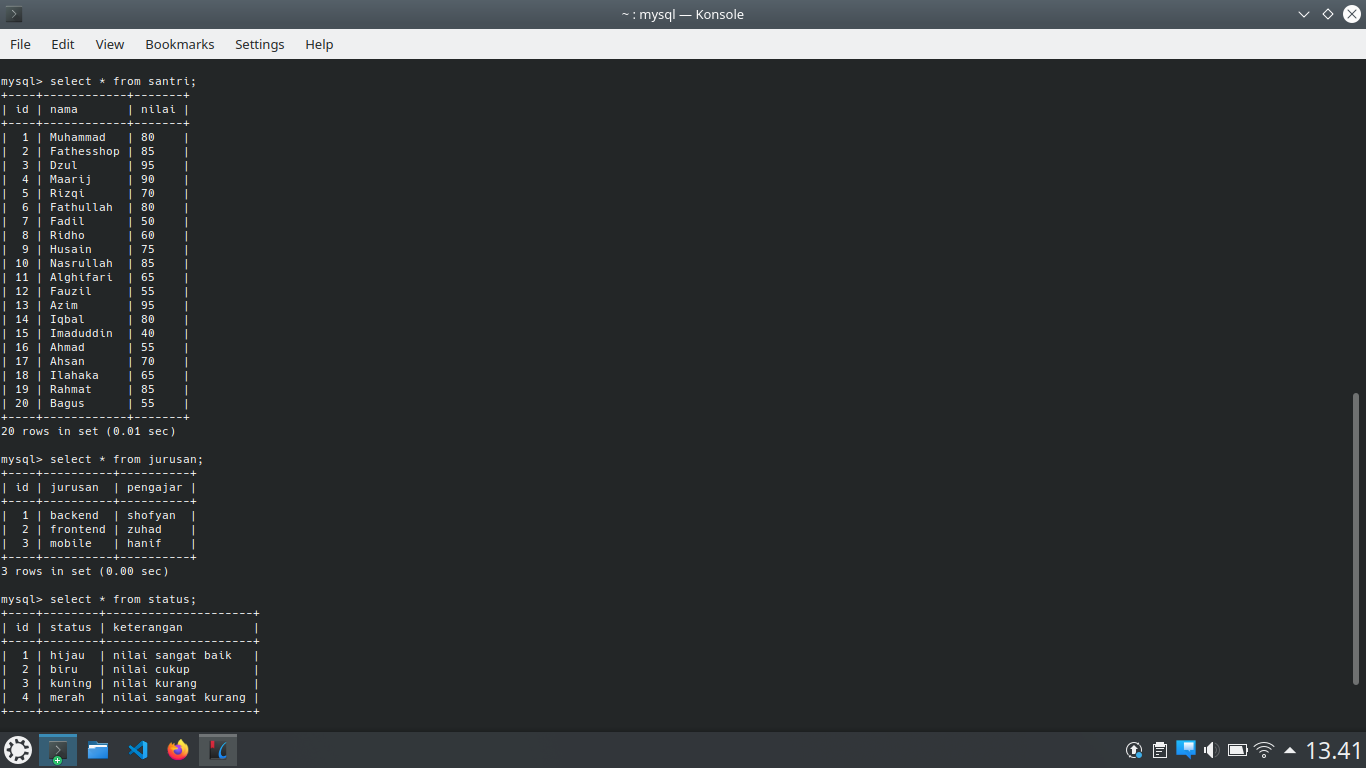 ~ : mysql — Konsole
File Edit View Bookmarks Settings Help
mysql> select * from santri;
+----+------------+-------+
| id | nama       | nilai |
+----+------------+-------+
|  1 | Muhammad   | 80    |
|  2 | Fathesshop | 85    |
|  3 | Dzul       | 95    |
|  4 | Maarij     | 90    |
|  5 | Rizqi      | 70    |
|  6 | Fathullah  | 80    |
|  7 | Fadil      | 50    |
|  8 | Ridho      | 60    |
|  9 | Husain     | 75    |
| 10 | Nasrullah  | 85    |
| 11 | Alghifari  | 65    |
| 12 | Fauzil     | 55    |
| 13 | Azim       | 95    |
| 14 | Iqbal      | 80    |
| 15 | Imaduddin  | 40    |
| 16 | Ahmad      | 55    |
| 17 | Ahsan      | 70    |
| 18 | Ilahaka    | 65    |
| 19 | Rahmat     | 85    |
| 20 | Bagus      | 55    |
+----+------------+-------+
20 rows in set (0.01 sec)
mysql> select * from jurusan;
+----+----------+----------+
| id | jurusan  | pengajar |
+----+----------+----------+
|  1 | backend  | shofyan  |
|  2 | frontend | zuhad    |
|  3 | mobile   | hanif    |
+----+----------+----------+
3 rows in set (0.00 sec)
mysql> select * from status;
+----+--------+---------------------+
| id | status | keterangan          |
+----+--------+---------------------+
|  1 | hijau  | nilai sangat baik   |
|  2 | biru   | nilai cukup         |
|  3 | kuning | nilai kurang        |
|  4 | merah  | nilai sangat kurang |
+----+--------+---------------------+
13.41